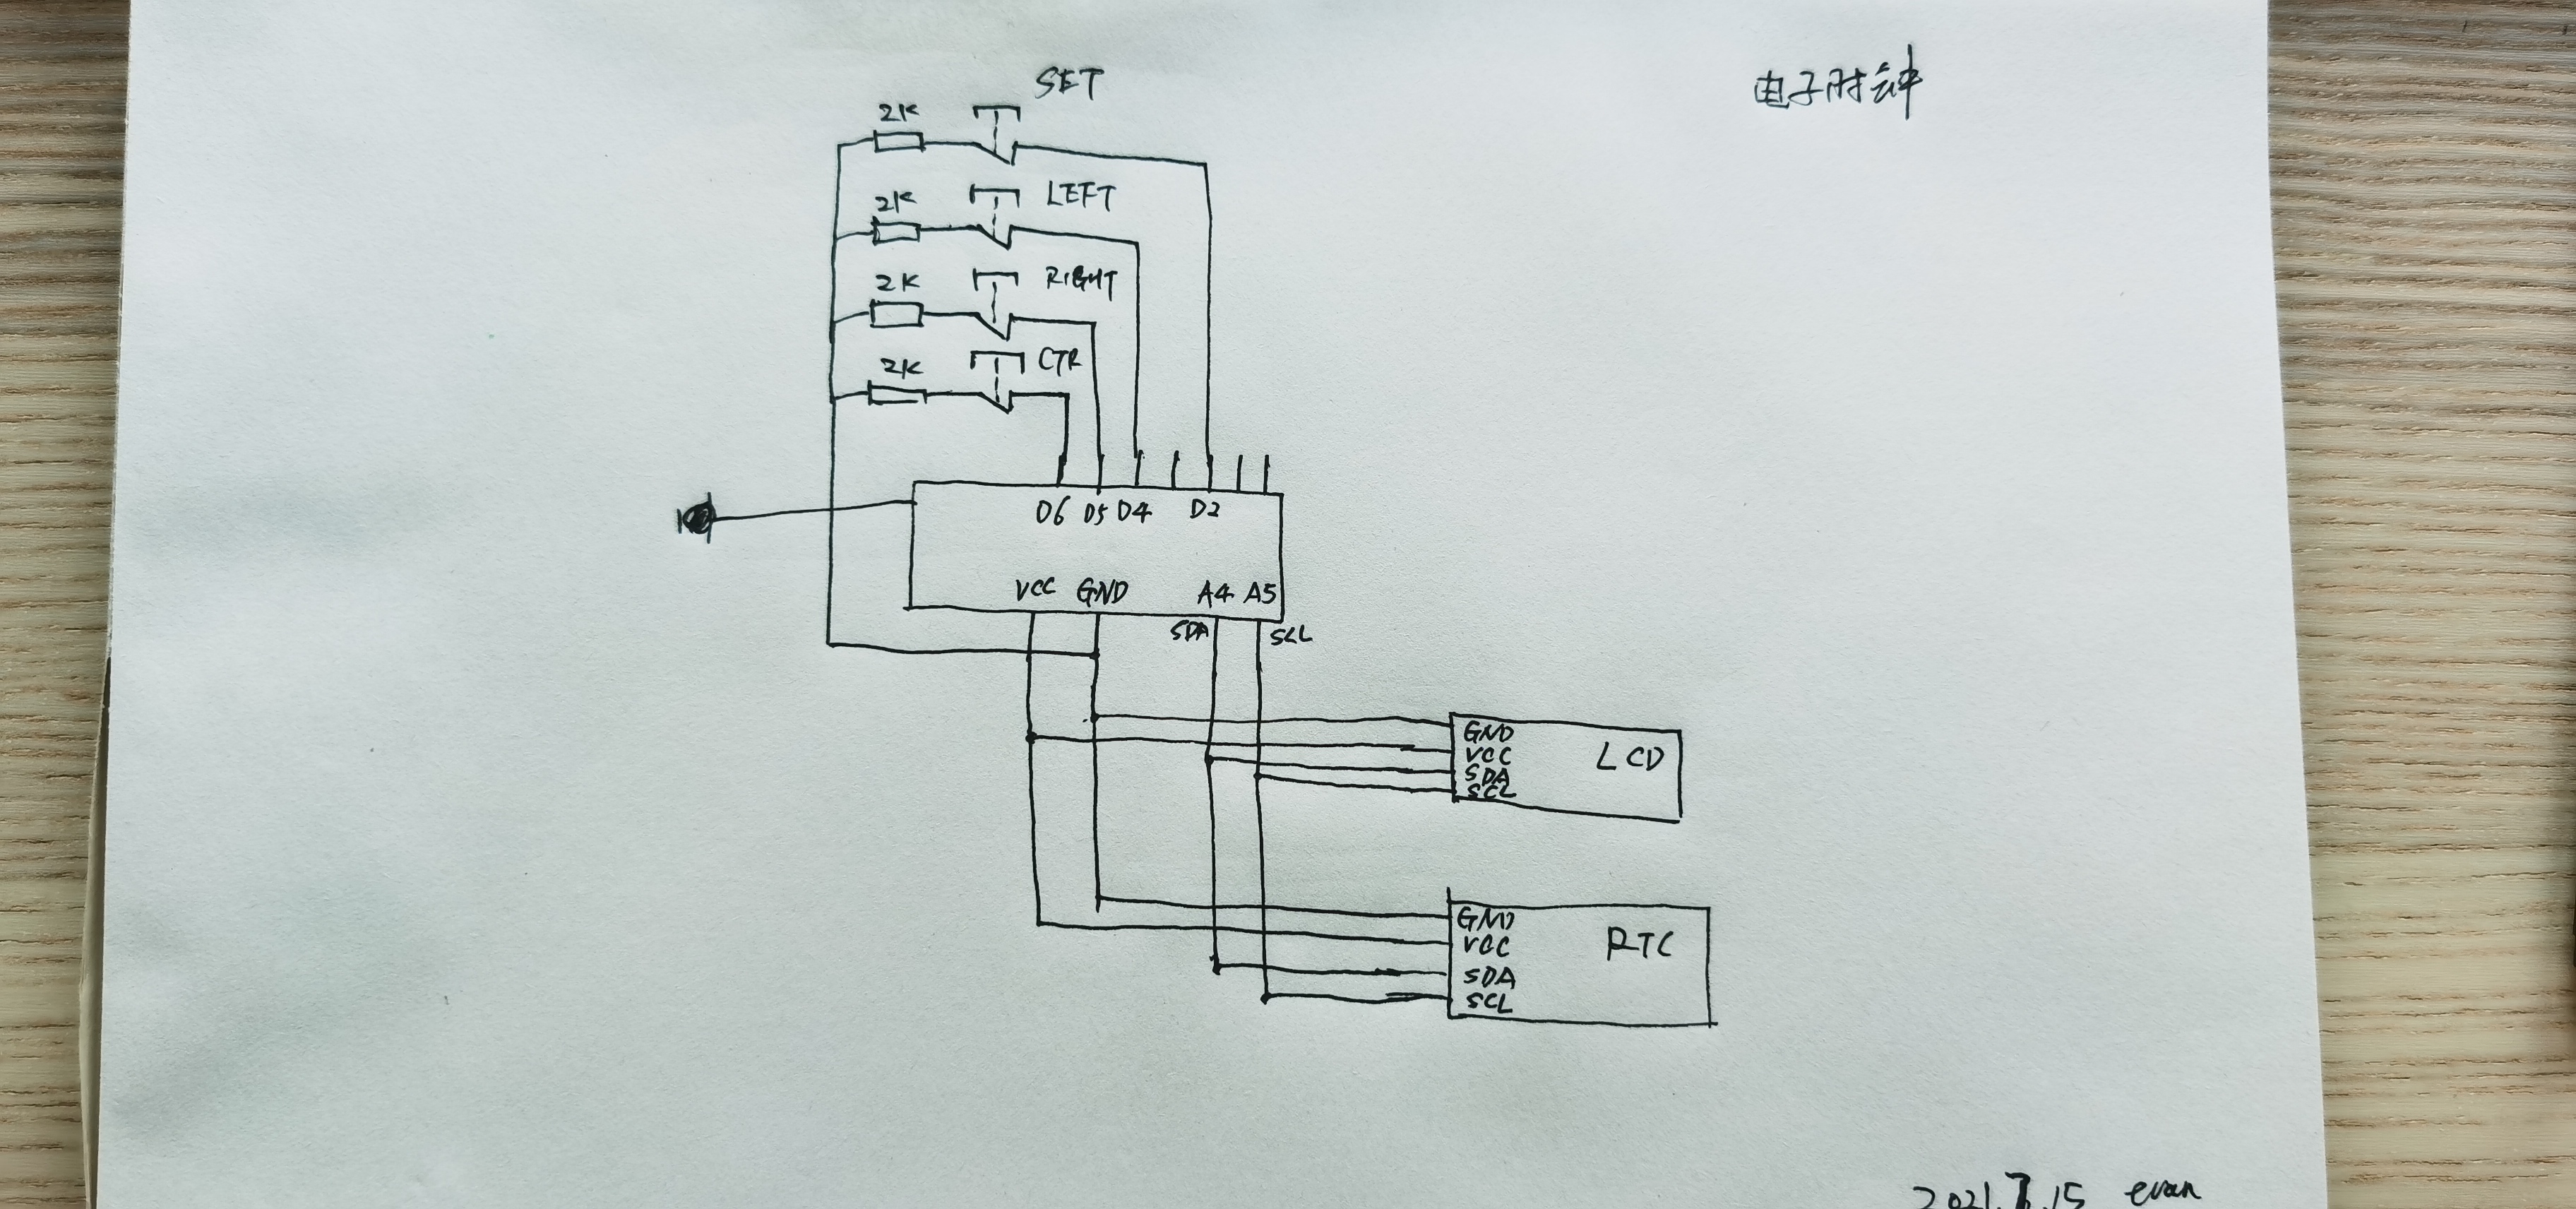 SET
电子时钟
2K
2K
LEFT
2K
RIGHT
2K
CTR
D6 D5 D4 D2
VCC GND A4 A5
SDA SCL
GND
VCC
SDA
SCL
LCD
GND
VCC
SDA
SCL
RTC
2021.7.15 evan